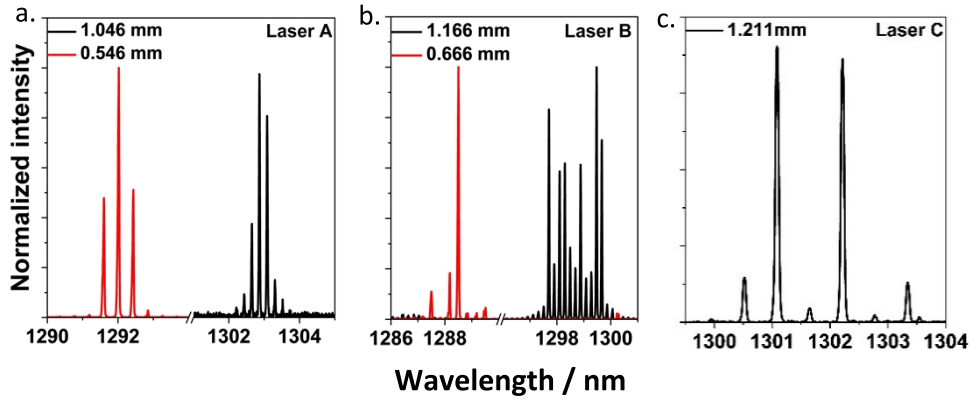 a.
1.046 mm
0.546 mm
Laser A
b.
1.166 mm
0.666 mm
Laser B
c.
1.211mm
Laser C
Normalized intensity
1290 1292 1302 1304
1286 1288 1298 1300
1300 1301 1302 1303 1304
Wavelength / nm